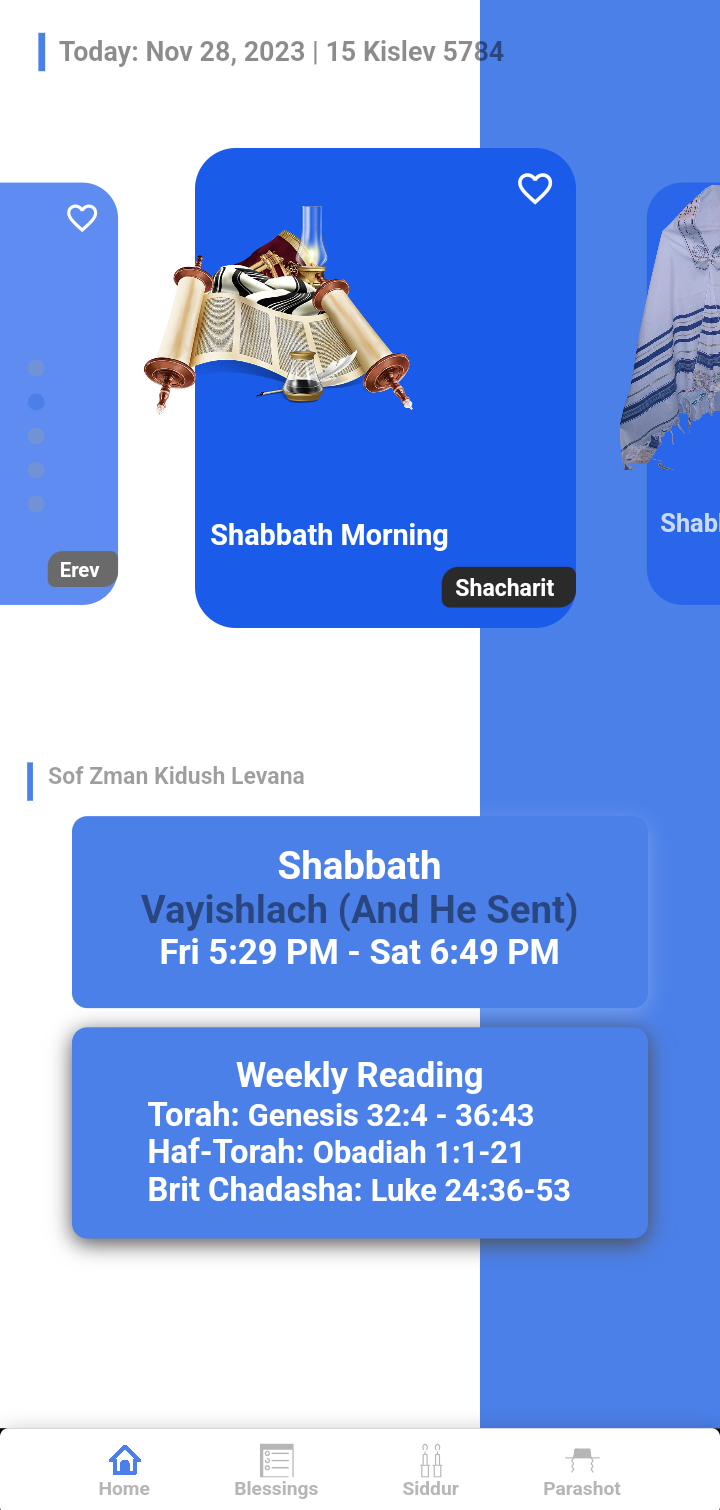 Today: Nov 28, 2023 | 15 Kislev 5784
Erev
Shabbath Morning
Shacharit
Shabb
Sof Zman Kidush Levana
Shabbath
Vayishlach (And He Sent)
Fri 5:29 PM - Sat 6:49 PM
Weekly Reading
Torah: Genesis 32:4 - 36:43
Haf-Torah: Obadiah 1:1-21
Brit Chadasha: Luke 24:36-53
Home
Blessings
Siddur
Parashot